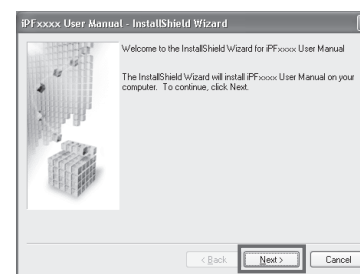 iPFxxxx User Manual - InstallShield Wizard
Welcome to the InstallShield Wizard for iPFxxxx User Manual
The InstallShield Wizard will install iPFxxxx User Manual on your
computer. To continue, click Next.
< Back
Next >
Cancel